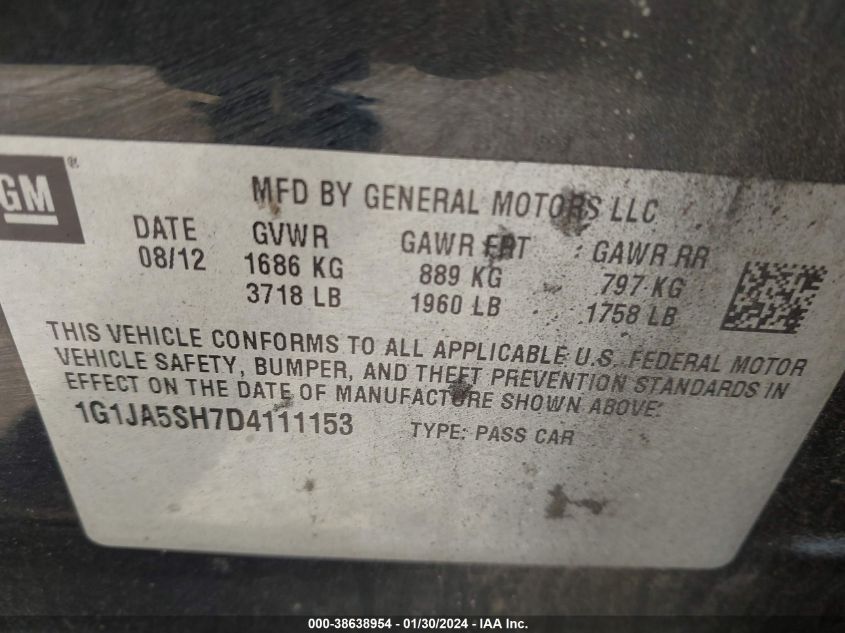 GM®
MFD BY GENERAL MOTORS LLC
DATE GVWR GAWR FRT GAWR RR
08/12 1686 KG 889 KG 797 KG
3718 LB 1960 LB 1758 LB
THIS VEHICLE CONFORMS TO ALL APPLICABLE U.S. FEDERAL MOTOR
VEHICLE SAFETY, BUMPER, AND THEFT PREVENTION STANDARDS IN
EFFECT ON THE DATE OF MANUFACTURE SHOWN ABOVE:
1G1JA5SH7D4111153 TYPE: PASS CAR
000-38638954 - 01/30/2024 - IAA Inc.